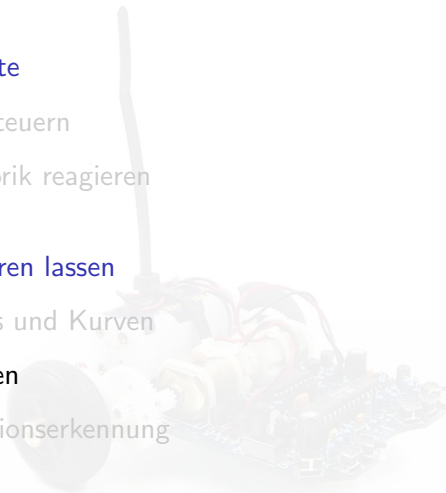 te
teuern
rik reagieren
ren lassen
s und Kurven
en
ionserkennung